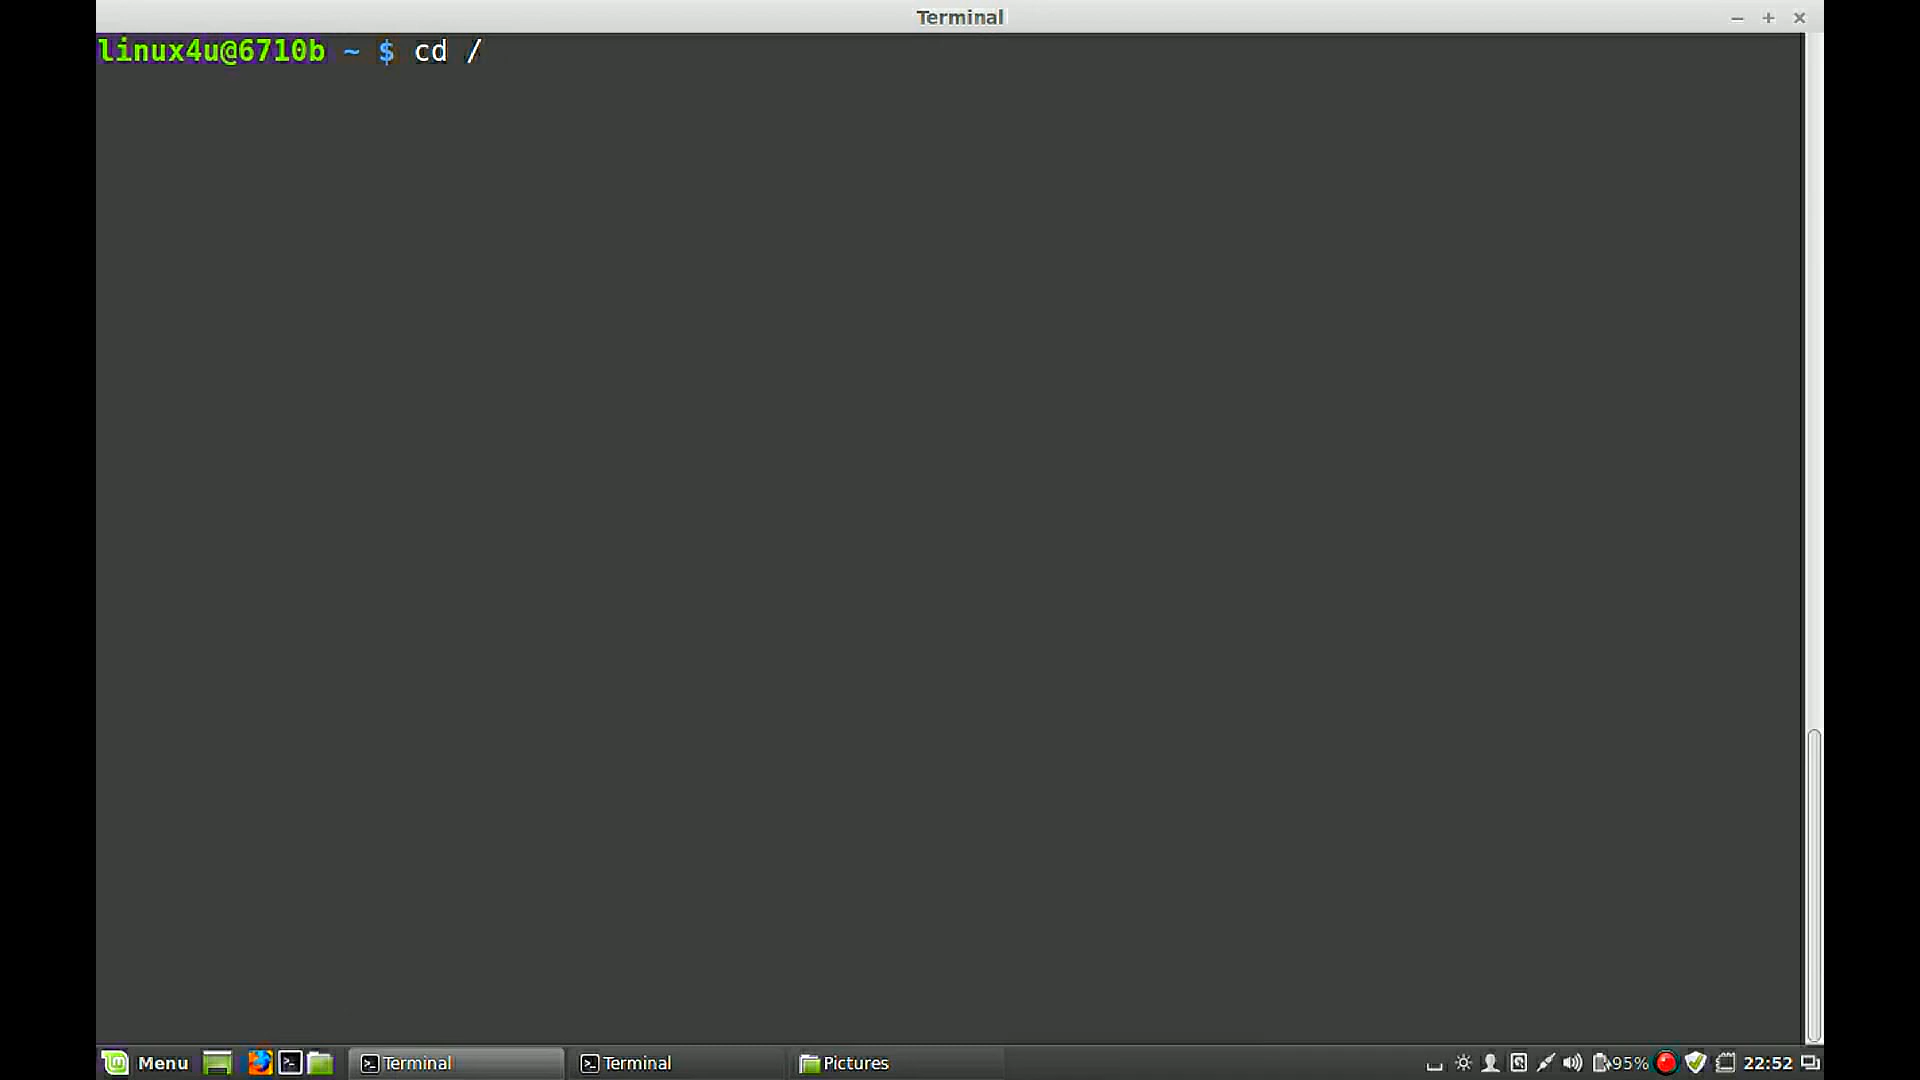 Terminal
linux4u@6710b ~ $ cd /
Menu Terminal Terminal Pictures 95% 22:52